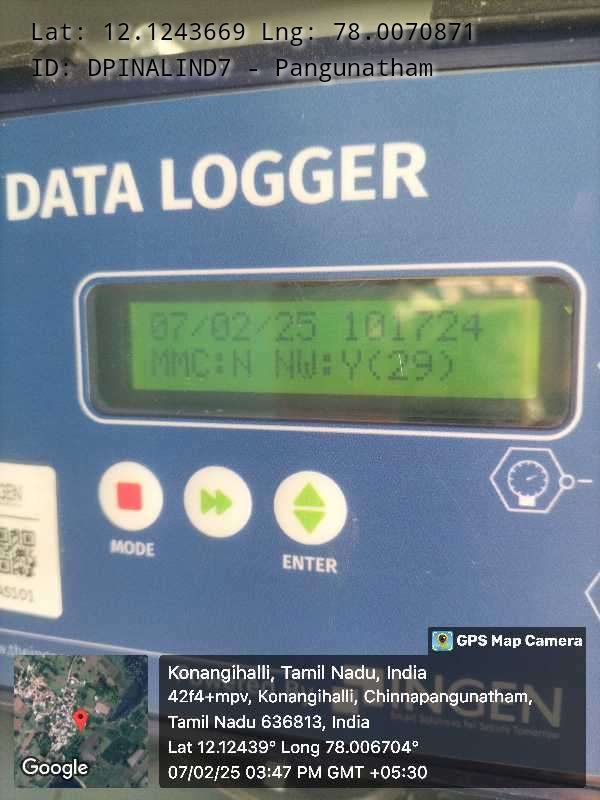 Lat: 12.1243669 Lng: 78.0070871
ID: DPINALIND7 - Pangunatham
DATA LOGGER
07/02/25 101724
MMC:N NW:Y(29)
MODE
ENTER
AS101
GPS Map Camera
Konangihalli, Tamil Nadu, India
42f4+mpv, Konangihalli, Chinnapangunatham,
Tamil Nadu 636813, India
Lat 12.12439° Long 78.006704°
07/02/25 03:47 PM GMT +05:30
Google